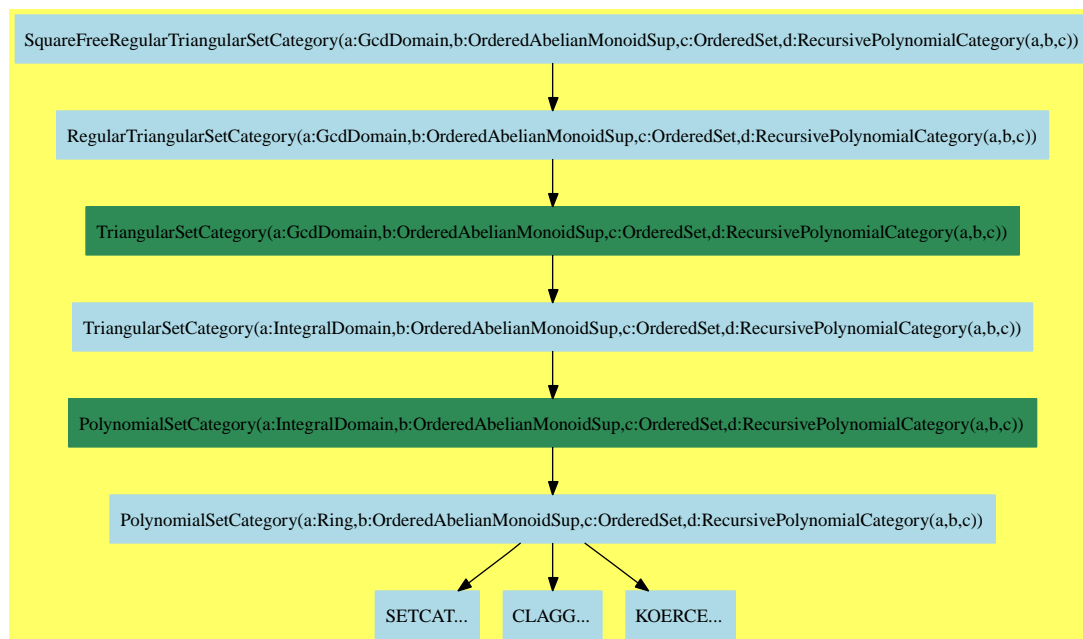 SquareFreeRegularTriangularSetCategory(a:GcdDomain,b:OrderedAbelianMonoidSup,c:OrderedSet,d:RecursivePolynomialCategory(a,b,c))
RegularTriangularSetCategory(a:GcdDomain,b:OrderedAbelianMonoidSup,c:OrderedSet,d:RecursivePolynomialCategory(a,b,c))
TriangularSetCategory(a:GcdDomain,b:OrderedAbelianMonoidSup,c:OrderedSet,d:RecursivePolynomialCategory(a,b,c))
TriangularSetCategory(a:IntegralDomain,b:OrderedAbelianMonoidSup,c:OrderedSet,d:RecursivePolynomialCategory(a,b,c))
PolynomialSetCategory(a:IntegralDomain,b:OrderedAbelianMonoidSup,c:OrderedSet,d:RecursivePolynomialCategory(a,b,c))
PolynomialSetCategory(a:Ring,b:OrderedAbelianMonoidSup,c:OrderedSet,d:RecursivePolynomialCategory(a,b,c))
SETCAT... CLAGG... KOERCE...